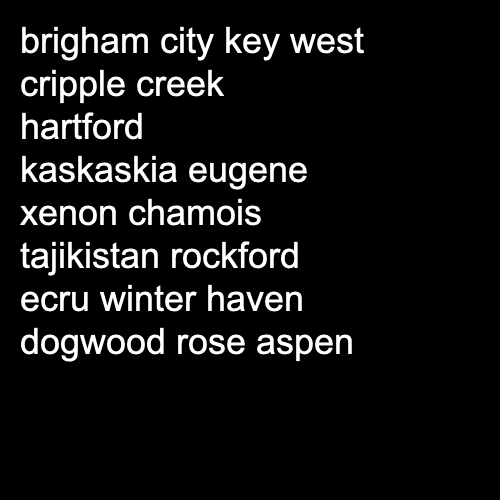 brigham city key west
cripple creek
hartford
kaskaskia eugene
xenon chamois
tajikistan rockford
ecru winter haven
dogwood rose aspen